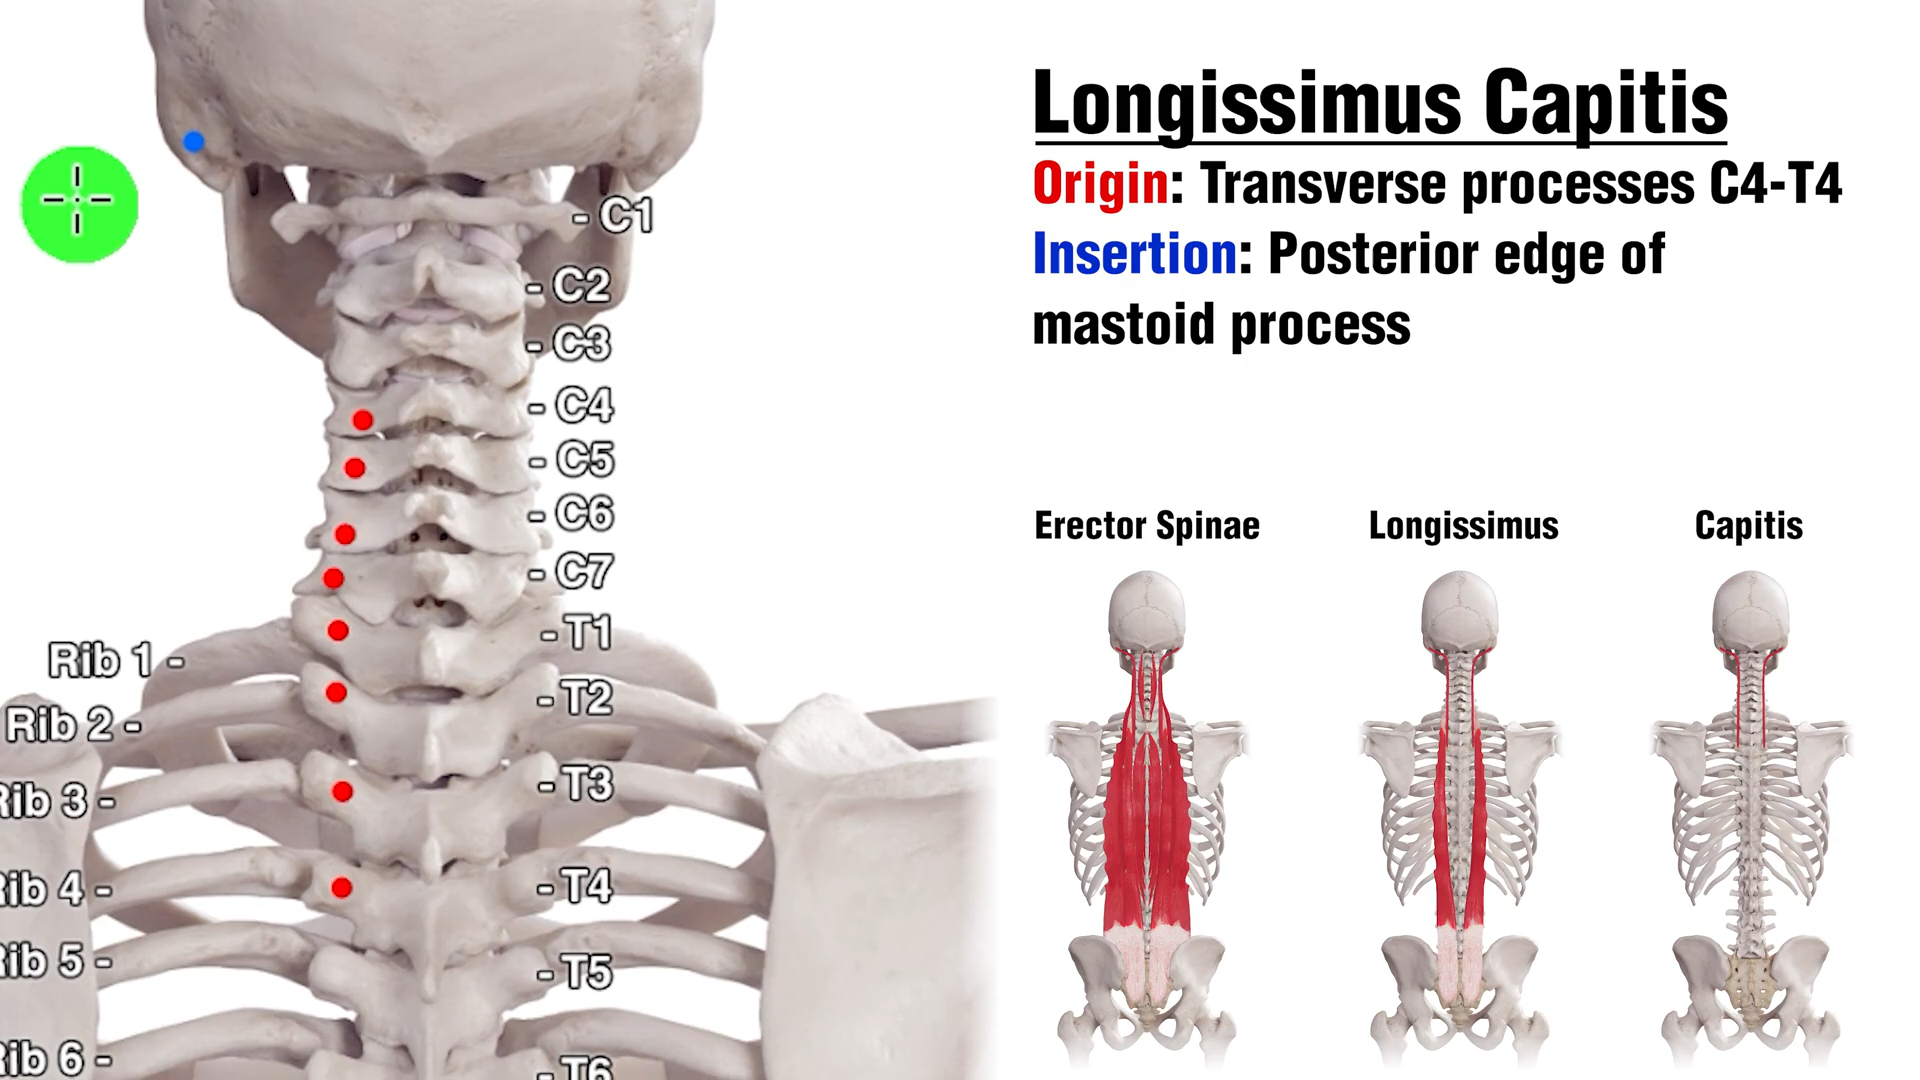 Longissimus Capitis
Origin: Transverse processes C4-T4
Insertion: Posterior edge of
mastoid process
- C1
- C2
- C3
- C4
- C5
- C6
- C7
- T1
- T2
- T3
- T4
- T5
- T6
Rib 1 -
Rib 2 -
Rib 3 -
Rib 4 -
Rib 5 -
Rib 6 -
Erector Spinae
Longissimus
Capitis